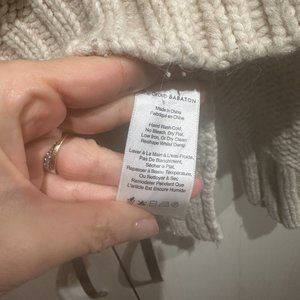 BABATON
Made in China
Fabriqué en Chine
Hand Wash Cold,
No Bleach, Dry Flat,
Low Iron, Or Dry Clean
Reshape Whilst Damp
Laver à La Main à L'eau Froide,
Pas De Blanchiment,
Sécher à Plat,
Repasser à Basse Température,
Ou Nettoyer à Sec
Remodeler Pendant Que
L'article Est Encore Humide